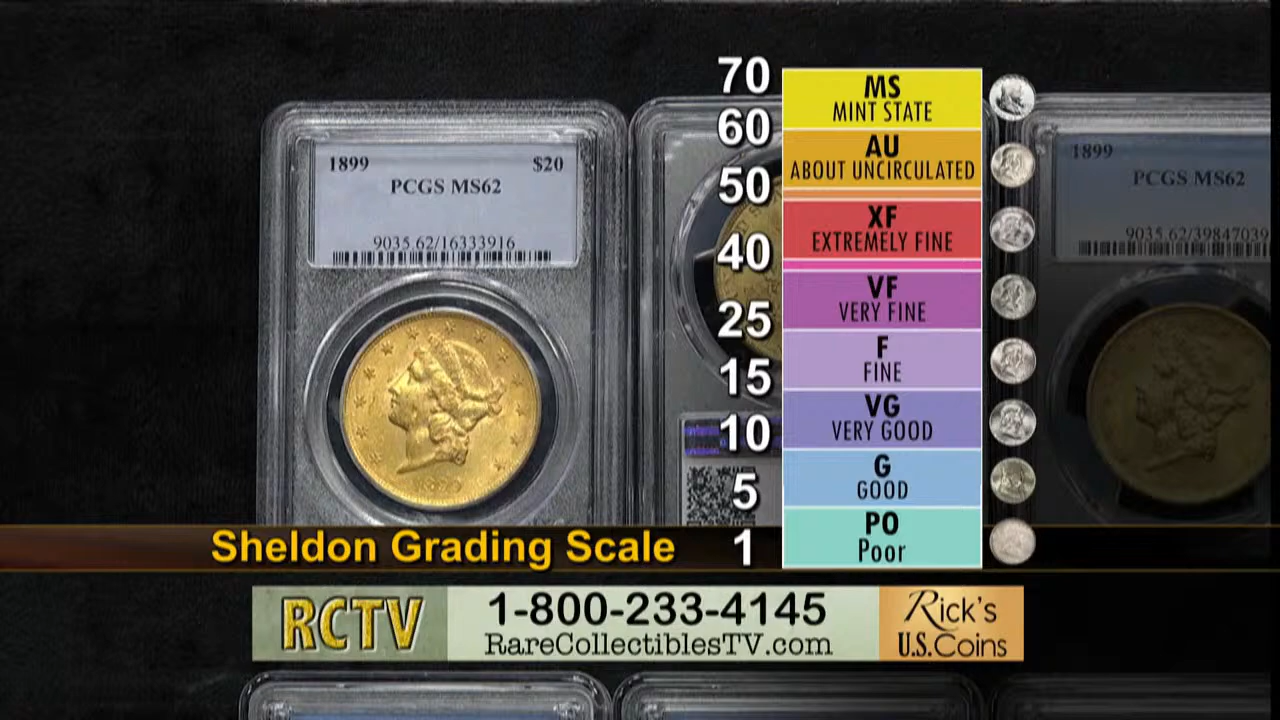 1899 $20
PCGS MS62
9035.62/16333916
1899
PCGS MS62
9035.62/39847039
70
MS
MINT STATE
60
AU
ABOUT UNCIRCULATED
50
XF
EXTREMELY FINE
40
VF
VERY FINE
25
F
FINE
15
VG
VERY GOOD
10
G
GOOD
5
PO
Poor
1
Sheldon Grading Scale
RCTV
1-800-233-4145
RareCollectiblesTV.com
Rick's
U.S. Coins